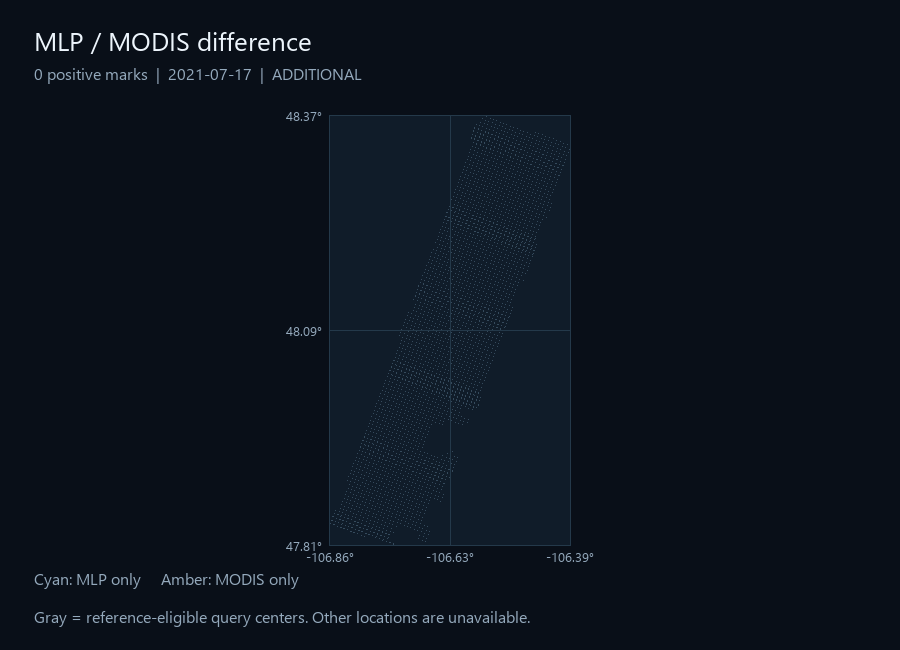 MLP / MODIS difference
0 positive marks | 2021-07-17 | ADDITIONAL
48.37°
48.09°
47.81°
-106.86° -106.63° -106.39°
Cyan: MLP only Amber: MODIS only
Gray = reference-eligible query centers. Other locations are unavailable.